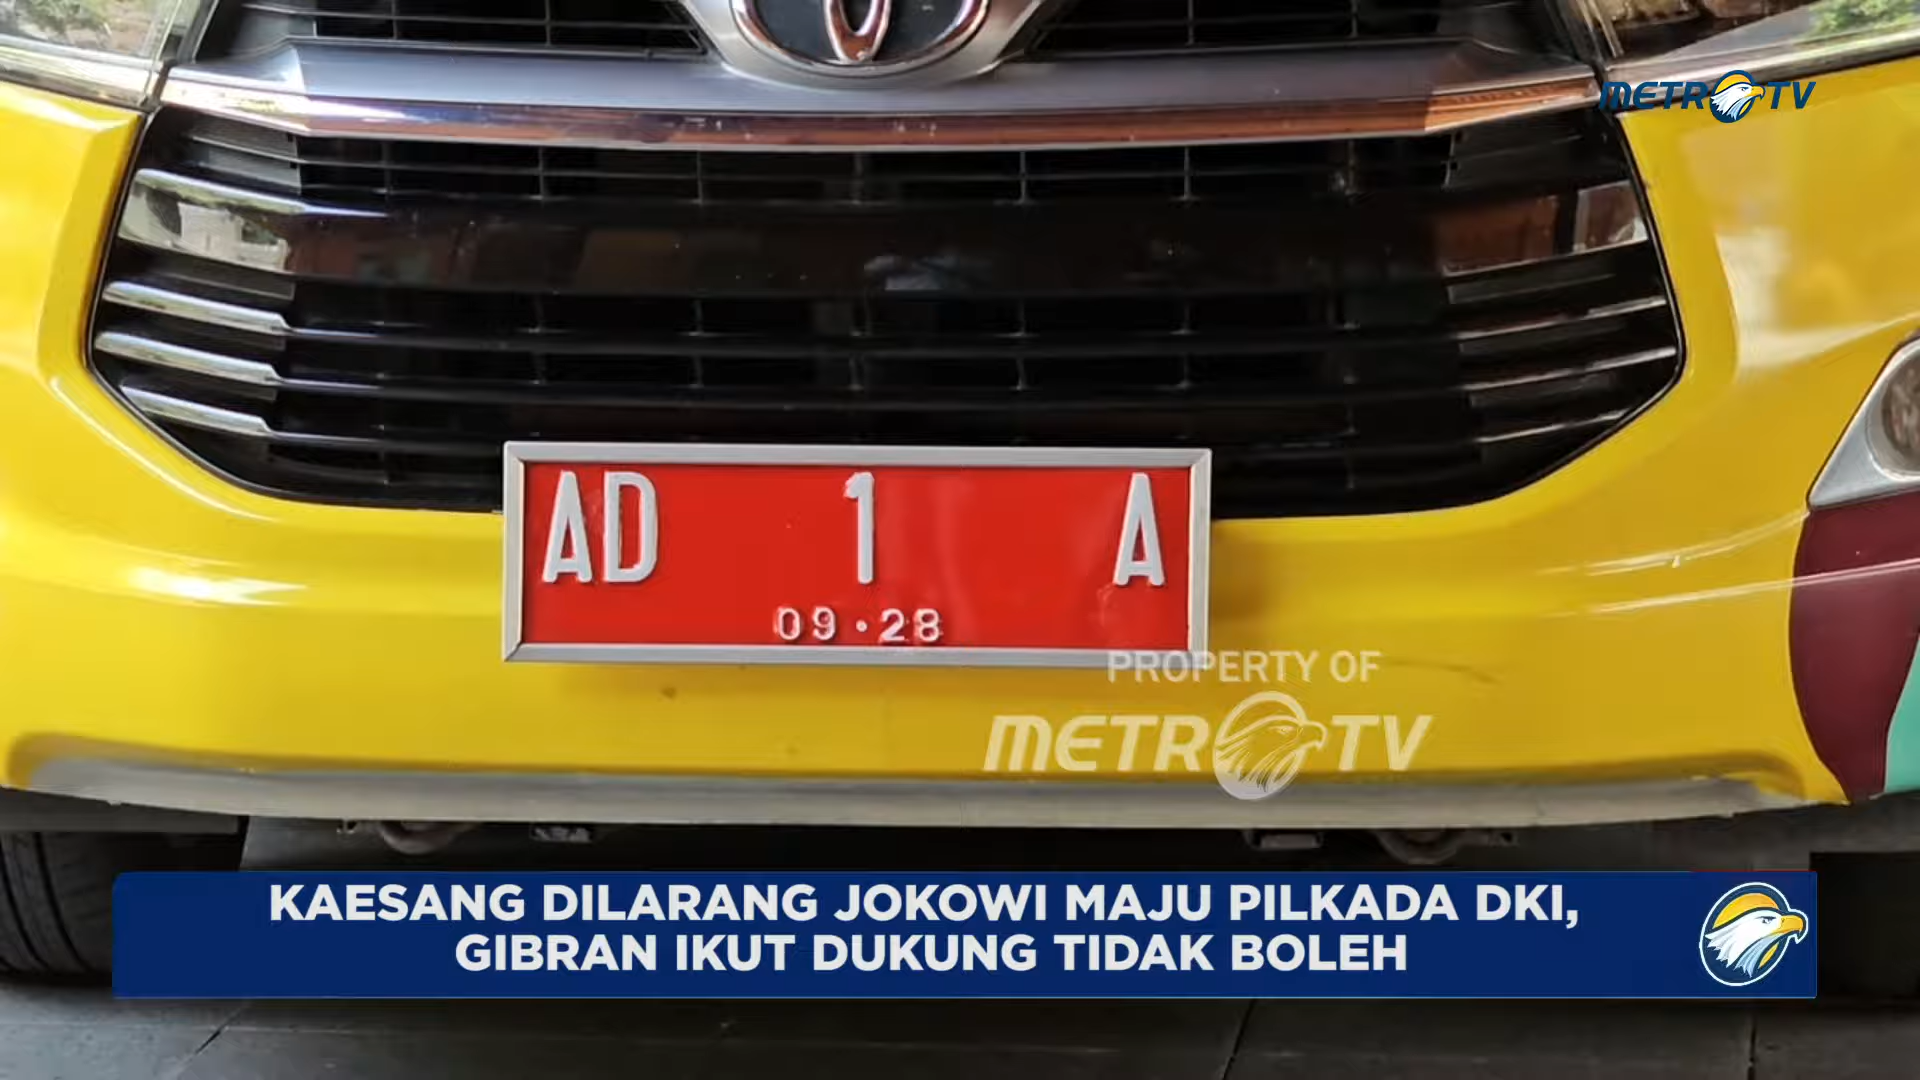 METRO TV
AD 1 A
09·28
PROPERTY OF
METRO TV
KAESANG DILARANG JOKOWI MAJU PILKADA DKI,
GIBRAN IKUT DUKUNG TIDAK BOLEH